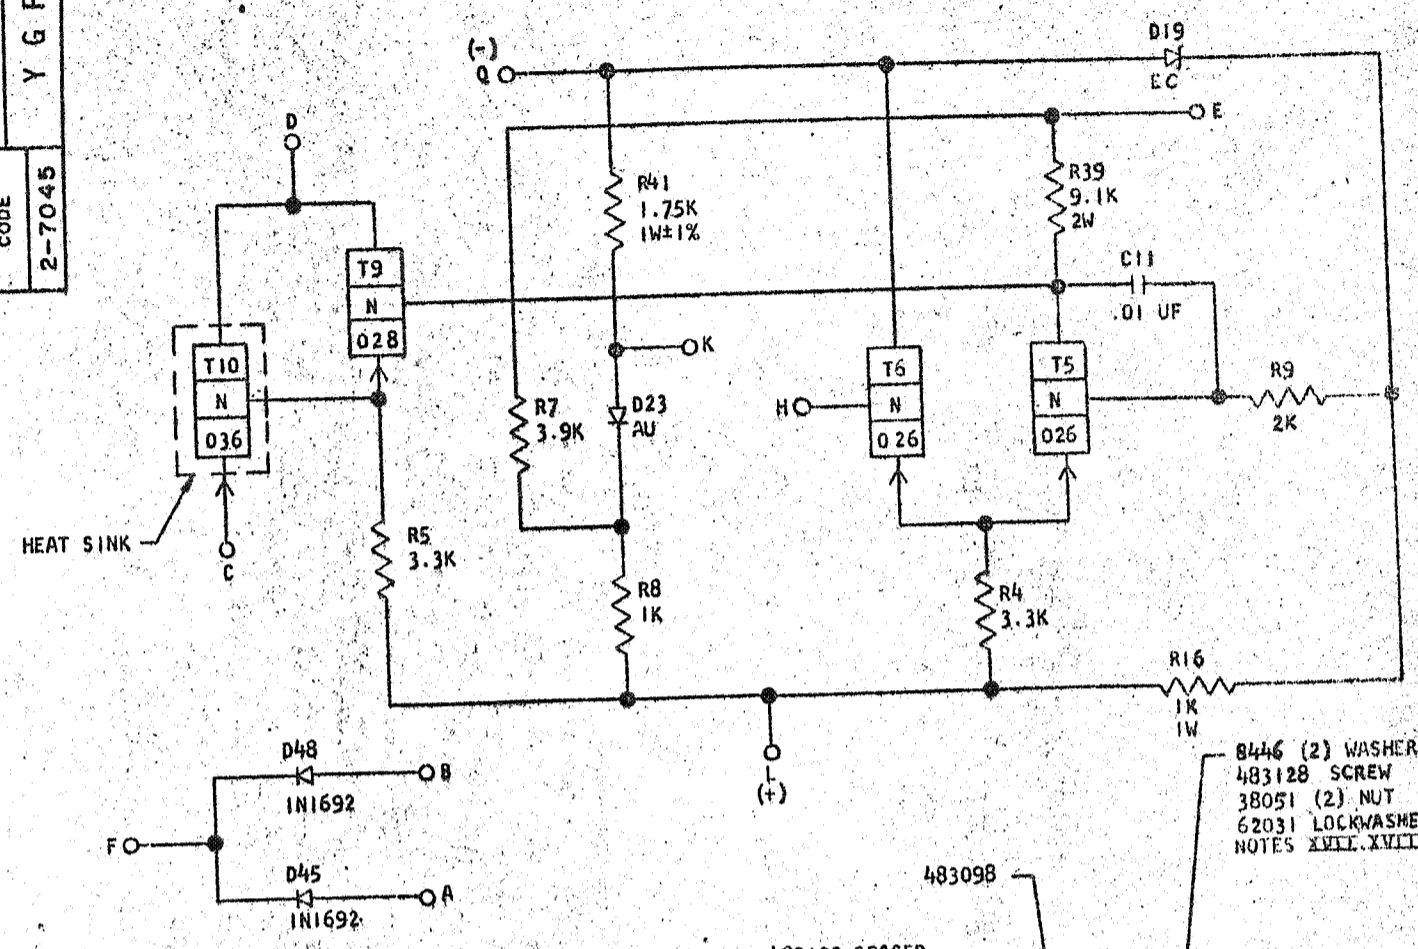 Y G
CODE
2-7045
(-)
Q
D19
EC
E
D
R41
1.75K
1W±1%
R39
9.1K
2W
C11
.01 UF
T9
N
028
K
T10
N
036
R7
3.9K
D23
AU
H
T6
N
026
T5
N
026
R9
2K
HEAT SINK
C
R5
3.3K
R8
1K
R4
3.3K
R16
1K
1W
(+)
D48
1N1692
B
F
D45
1N1692
A
8446 (2) WASHER
483128 SCREW
38051 (2) NUT
62031 LOCKWASHE
NOTES XVII.XVII
483098